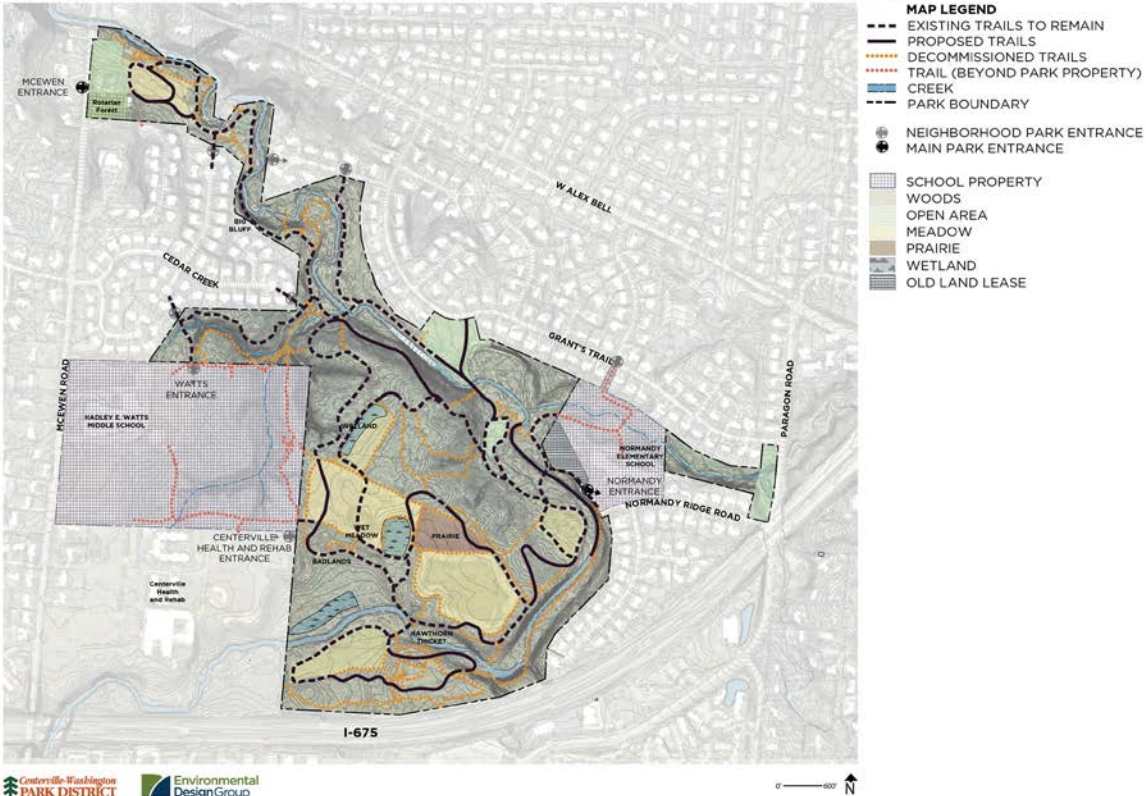 MAP LEGEND
EXISTING TRAILS TO REMAIN
PROPOSED TRAILS
DECOMMISSIONED TRAILS
TRAIL (BEYOND PARK PROPERTY)
CREEK
PARK BOUNDARY
NEIGHBORHOOD PARK ENTRANCE
MAIN PARK ENTRANCE
SCHOOL PROPERTY
WOODS
OPEN AREA
MEADOW
PRAIRIE
WETLAND
OLD LAND LEASE
MCEWEN
ENTRANCE
Rotarian
Forest
W ALEX BELL
BIG
BLUFF
CEDAR CREEK
GRANT'S TRAIL
MCEWEN ROAD
WATTS
ENTRANCE
HADLEY E. WATTS
MIDDLE SCHOOL
PARAGON ROAD
WETLAND
NORMANDY
ELEMENTARY
SCHOOL
NORMANDY
ENTRANCE
NORMANDY RIDGE ROAD
WET
MEADOW
PRAIRIE
CENTERVILLE
HEALTH AND REHAB
ENTRANCE
BADLANDS
Centerville
Health
and Rehab
HAWTHORN
THICKET
I-675
Centerville-Washington
PARK DISTRICT
Environmental
DesignGroup
0' 600'
N